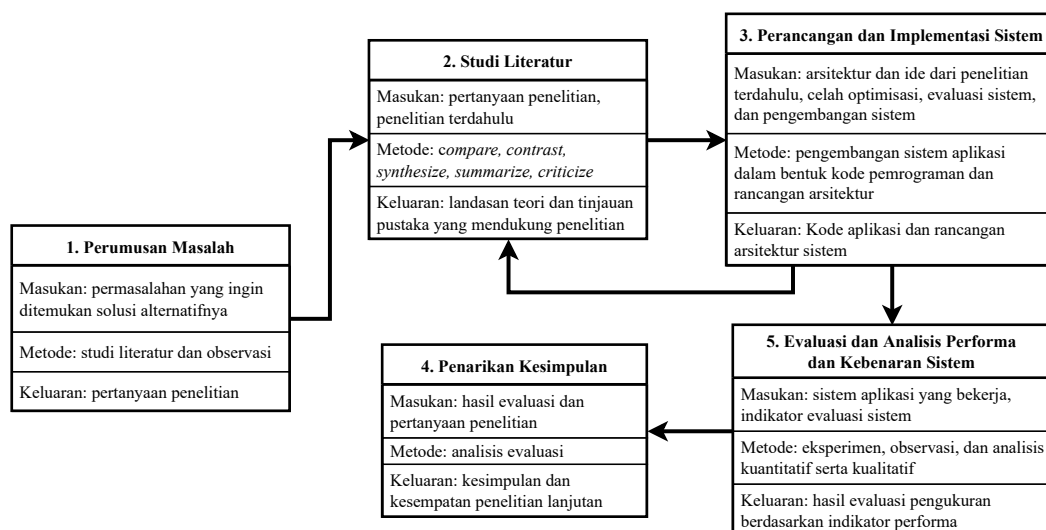 1. Perumusan Masalah
Masukan: permasalahan yang ingin
ditemukan solusi alternatifnya
Metode: studi literatur dan observasi
Keluaran: pertanyaan penelitian
2. Studi Literatur
Masukan: pertanyaan penelitian,
penelitian terdahulu
Metode: compare, contrast,
synthesize, summarize, criticize
Keluaran: landasan teori dan tinjauan
pustaka yang mendukung penelitian
3. Perancangan dan Implementasi Sistem
Masukan: arsitektur dan ide dari penelitian
terdahulu, celah optimisasi, evaluasi sistem,
dan pengembangan sistem
Metode: pengembangan sistem aplikasi
dalam bentuk kode pemrograman dan
rancangan arsitektur
Keluaran: Kode aplikasi dan rancangan
arsitektur sistem
4. Penarikan Kesimpulan
Masukan: hasil evaluasi dan
pertanyaan penelitian
Metode: analisis evaluasi
Keluaran: kesimpulan dan
kesempatan penelitian lanjutan
5. Evaluasi dan Analisis Performa
dan Kebenaran Sistem
Masukan: sistem aplikasi yang bekerja,
indikator evaluasi sistem
Metode: eksperimen, observasi, dan analisis
kuantitatif serta kualitatif
Keluaran: hasil evaluasi pengukuran
berdasarkan indikator performa